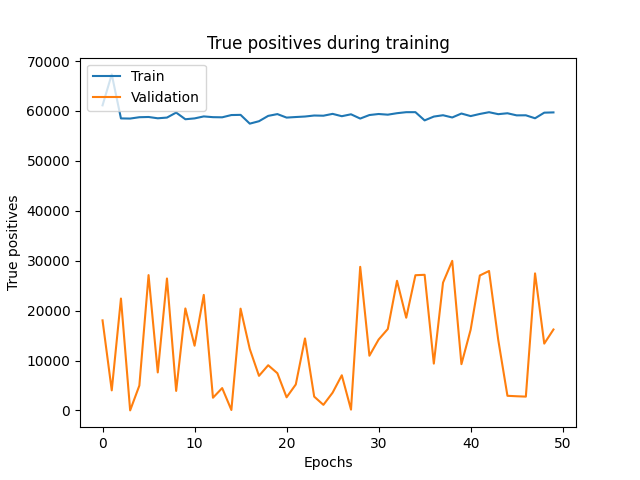 True positives during training
Train
Validation
True positives
70000
60000
50000
40000
30000
20000
10000
0
0 10 20 30 40 50
Epochs